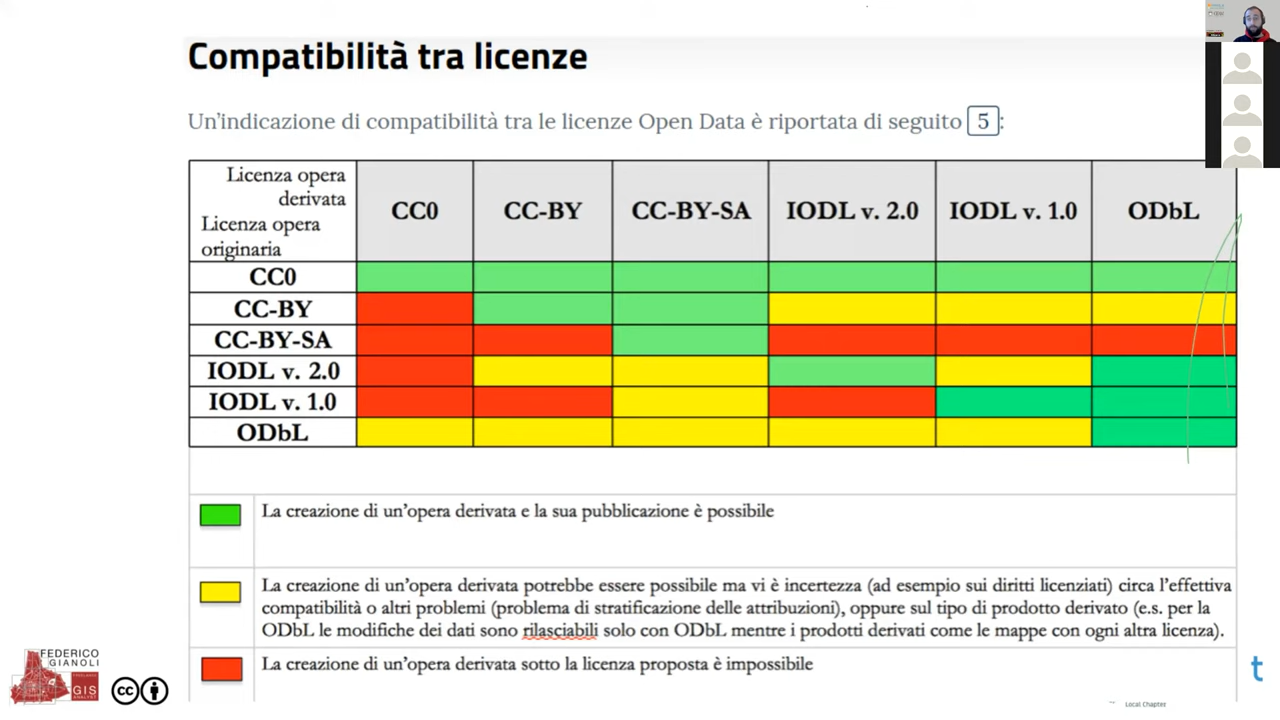 Compatibilità tra licenze
Un'indicazione di compatibilità tra le licenze Open Data è riportata di seguito 5:
Licenza opera
derivata
Licenza opera
originaria
CC0 CC-BY CC-BY-SA IODL v. 2.0 IODL v. 1.0 ODbL
CC0
CC-BY
CC-BY-SA
IODL v. 2.0
IODL v. 1.0
ODbL
La creazione di un'opera derivata e la sua pubblicazione è possibile
La creazione di un'opera derivata potrebbe essere possibile ma vi è incertezza (ad esempio sui diritti licenziati) circa l'effettiva
compatibilità o altri problemi (problema di stratificazione delle attribuzioni), oppure sul tipo di prodotto derivato (e.s. per la
ODbL le modifiche dei dati sono rilasciabili solo con ODbL mentre i prodotti derivati come le mappe con ogni altra licenza).
La creazione di un'opera derivata sotto la licenza proposta è impossibile
FEDERICO
GIANOLI
FREELANCE
GIS
ANALYST
cc
t
Local Chapter